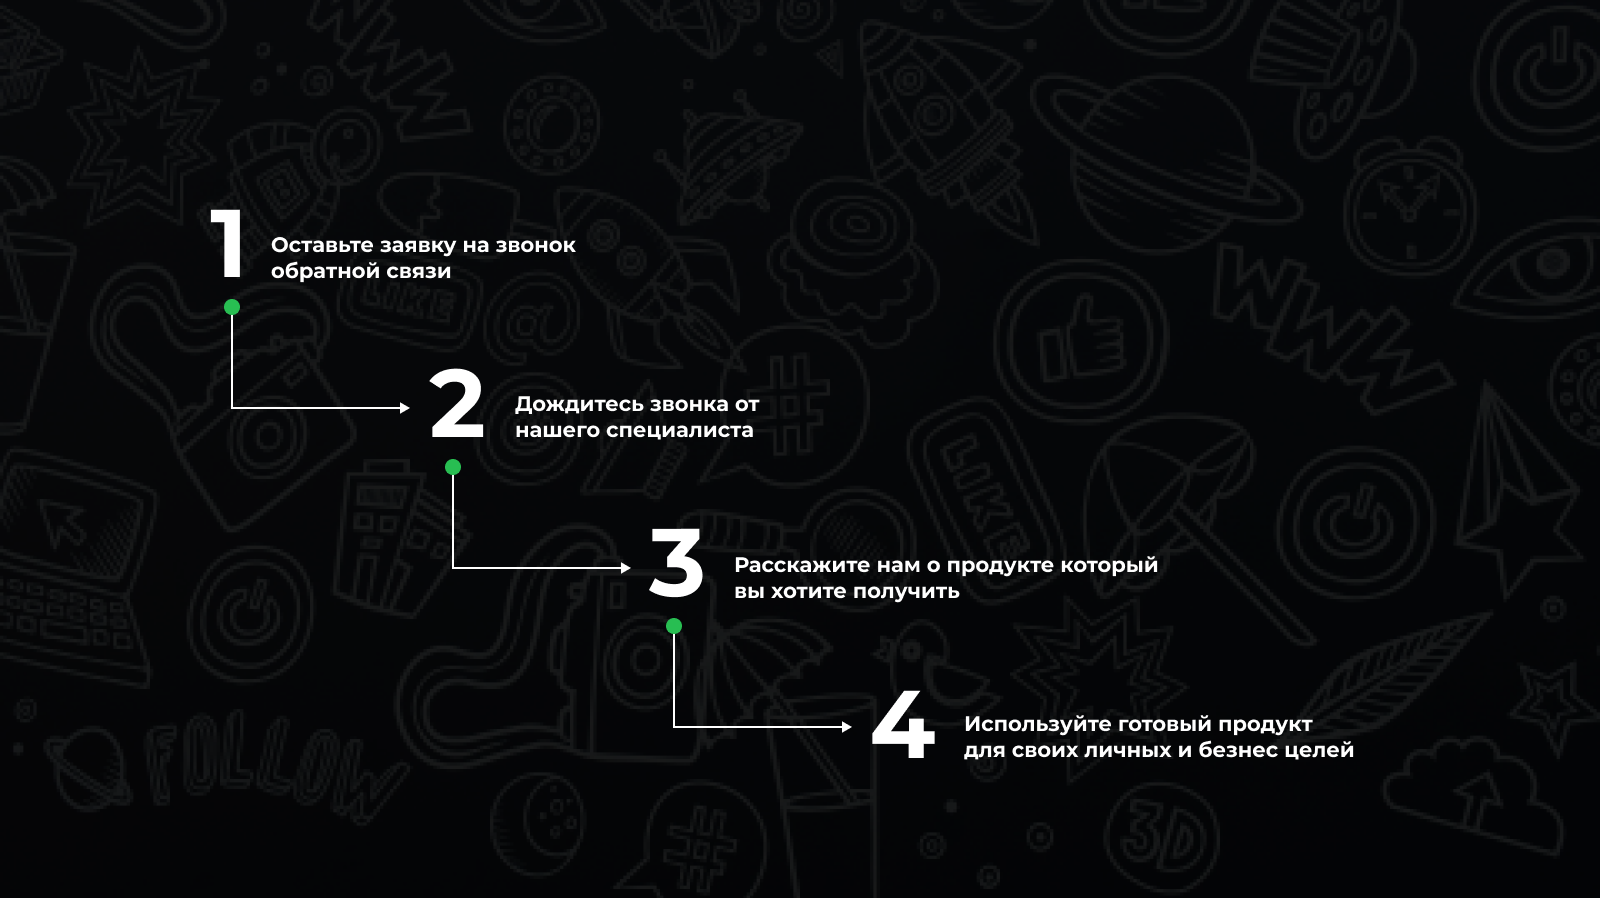 1
Оставьте заявку на звонок
обратной связи
2
Дождитесь звонка от
нашего специалиста
3
Расскажите нам о продукте который
вы хотите получить
4
Используйте готовый продукт
для своих личных и безнес целей
WWW
B
LIKE
@
#
WWW
LIKE
FOLLOW
#
3D